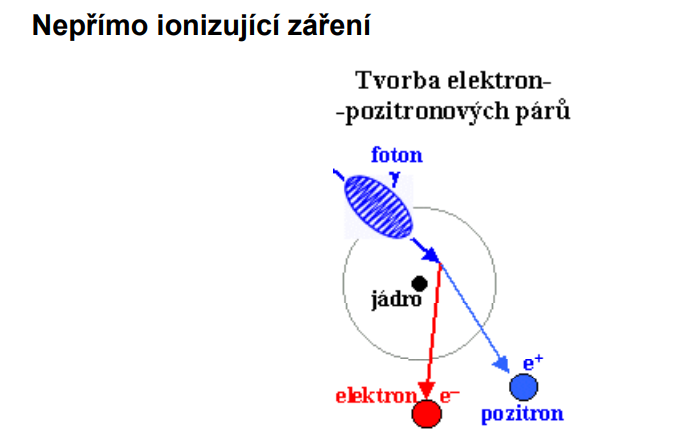 Nepřímo ionizující záření
Tvorba elektron-
-pozitronových párů
foton
γ
jádro
e⁺
elektron e⁻
pozitron